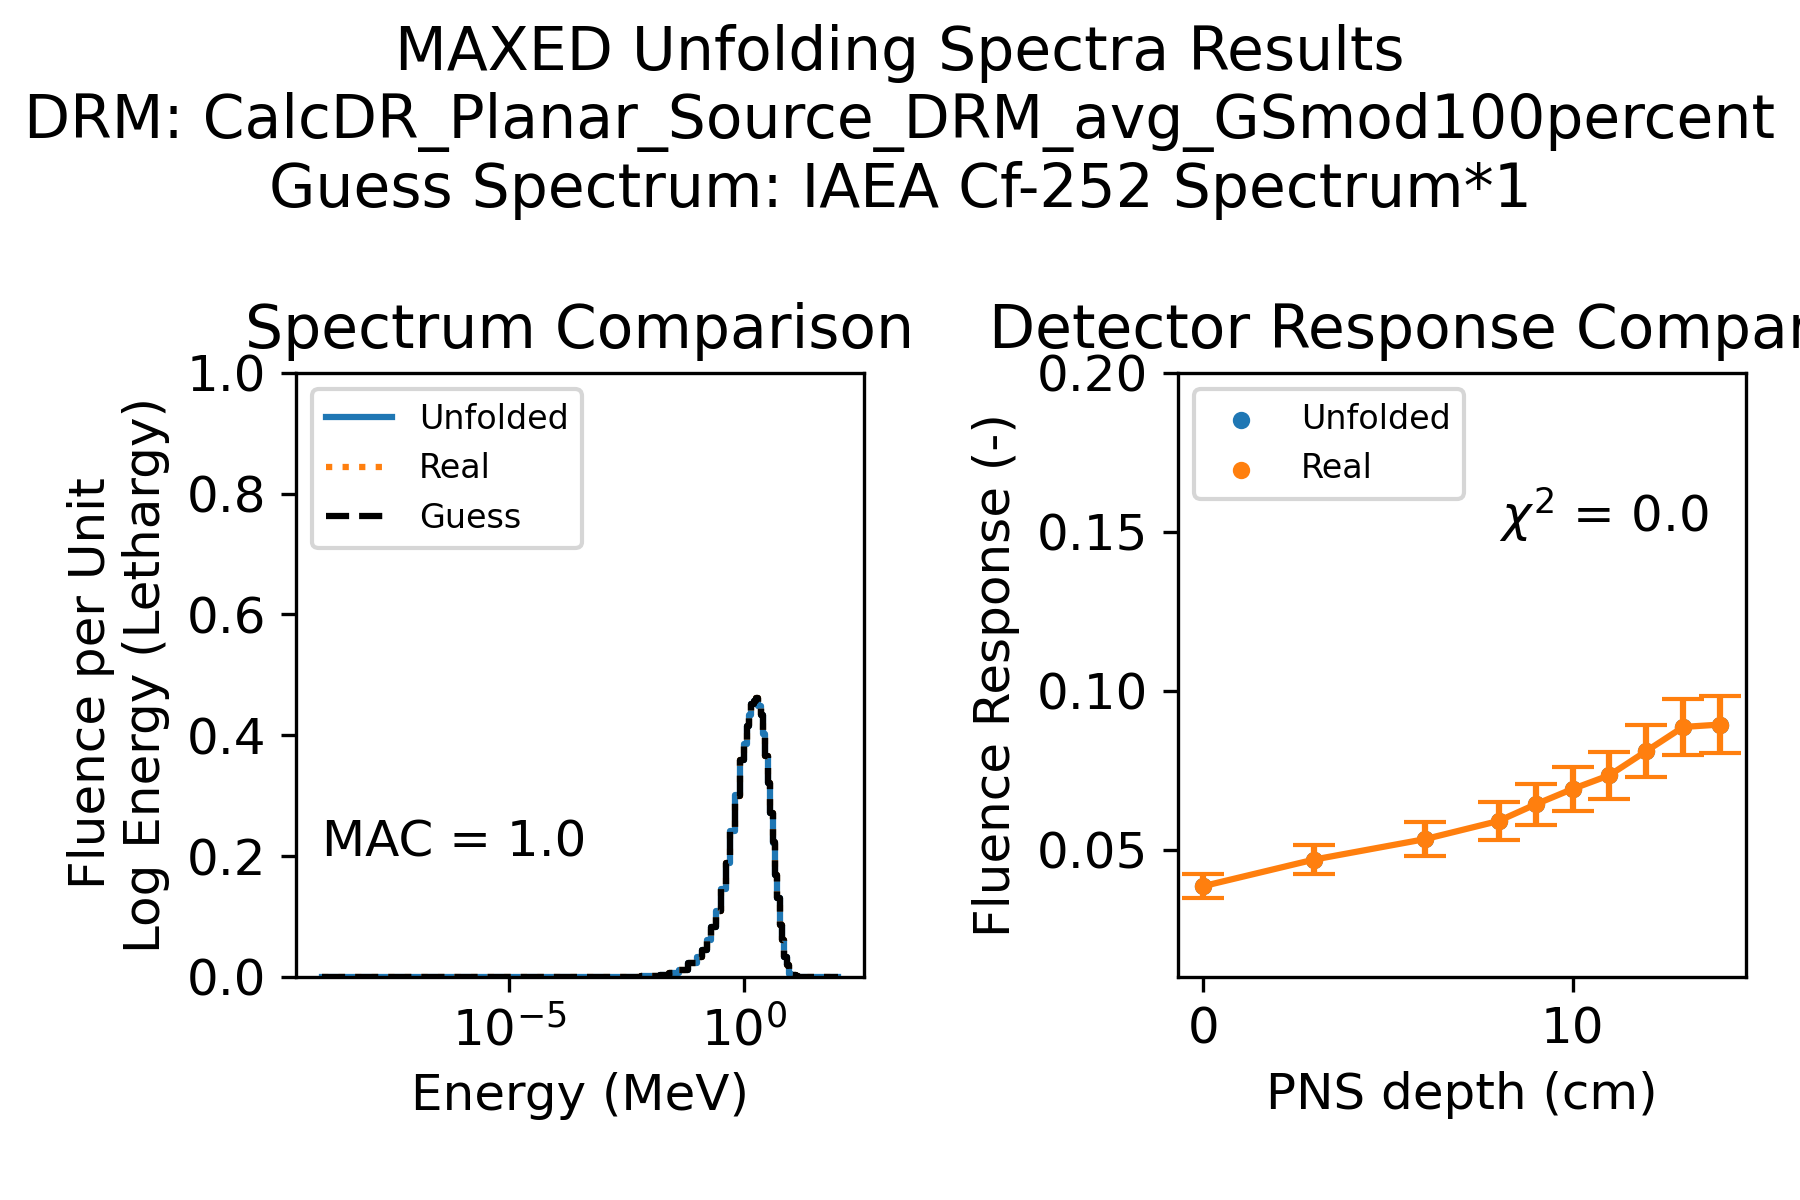 MAXED Unfolding Spectra Results
DRM: CalcDR_Planar_Source_DRM_avg_GSmod100percent
Guess Spectrum: IAEA Cf-252 Spectrum*1
Spectrum Comparison
1.0
0.8
0.6
0.4
0.2
0.0
Fluence per Unit
Log Energy (Lethargy)
Unfolded
Real
Guess
MAC = 1.0
10⁻⁵
10⁰
Energy (MeV)
Detector Response Compar
0.20
0.15
0.10
0.05
Fluence Response (-)
Unfolded
Real
χ² = 0.0
0
10
PNS depth (cm)